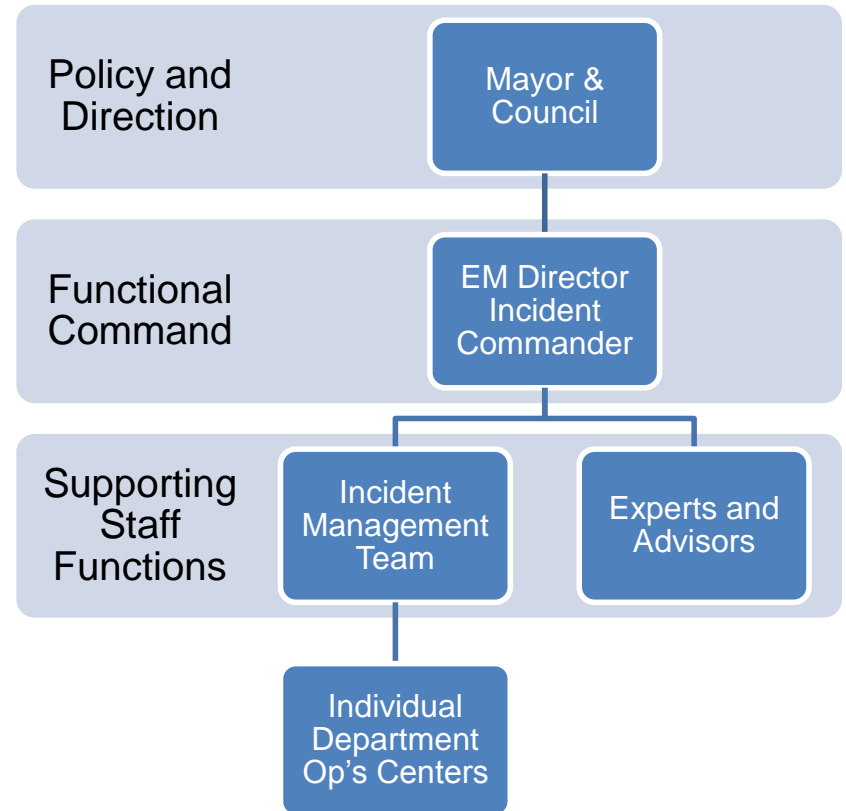 Policy and
Direction
Mayor &
Council
Functional
Command
EM Director
Incident
Commander
Supporting
Staff
Functions
Incident
Management
Team
Experts and
Advisors
Individual
Department
Op's Centers